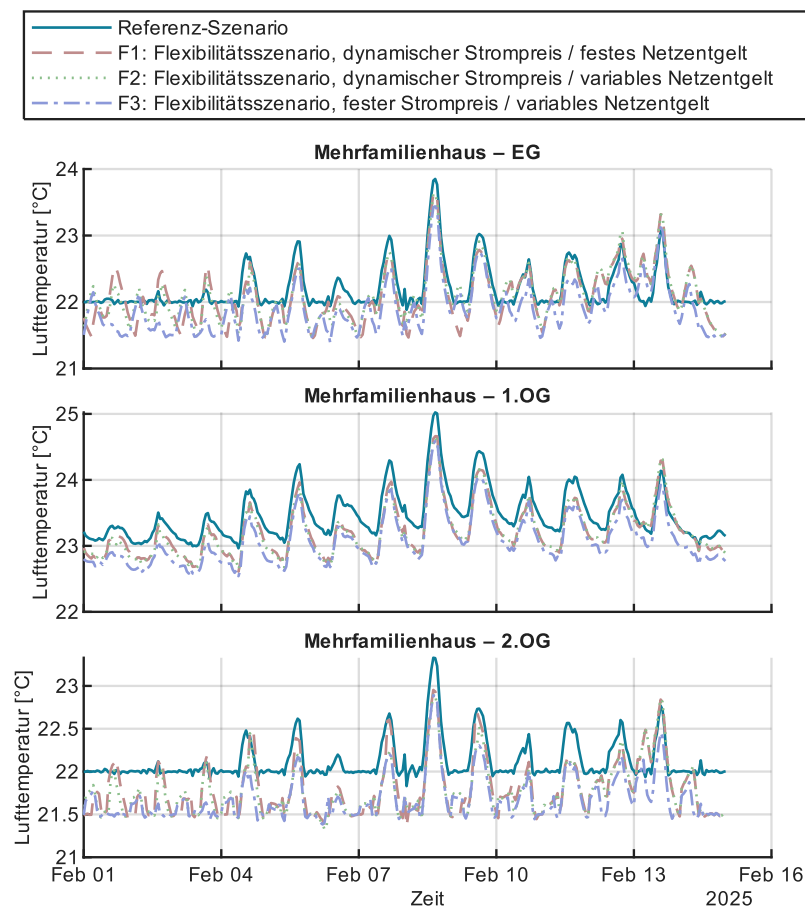 Referenz-Szenario
F1: Flexibilitätsszenario, dynamischer Strompreis / festes Netzentgelt
F2: Flexibilitätsszenario, dynamischer Strompreis / variables Netzentgelt
F3: Flexibilitätsszenario, fester Strompreis / variables Netzentgelt
Mehrfamilienhaus – EG
Lufttemperatur [°C]
24
23
22
21
Mehrfamilienhaus – 1.OG
Lufttemperatur [°C]
25
24
23
22
Mehrfamilienhaus – 2.OG
Lufttemperatur [°C]
23
22.5
22
21.5
21
Feb 01 Feb 04 Feb 07 Feb 10 Feb 13 Feb 16
Zeit 2025